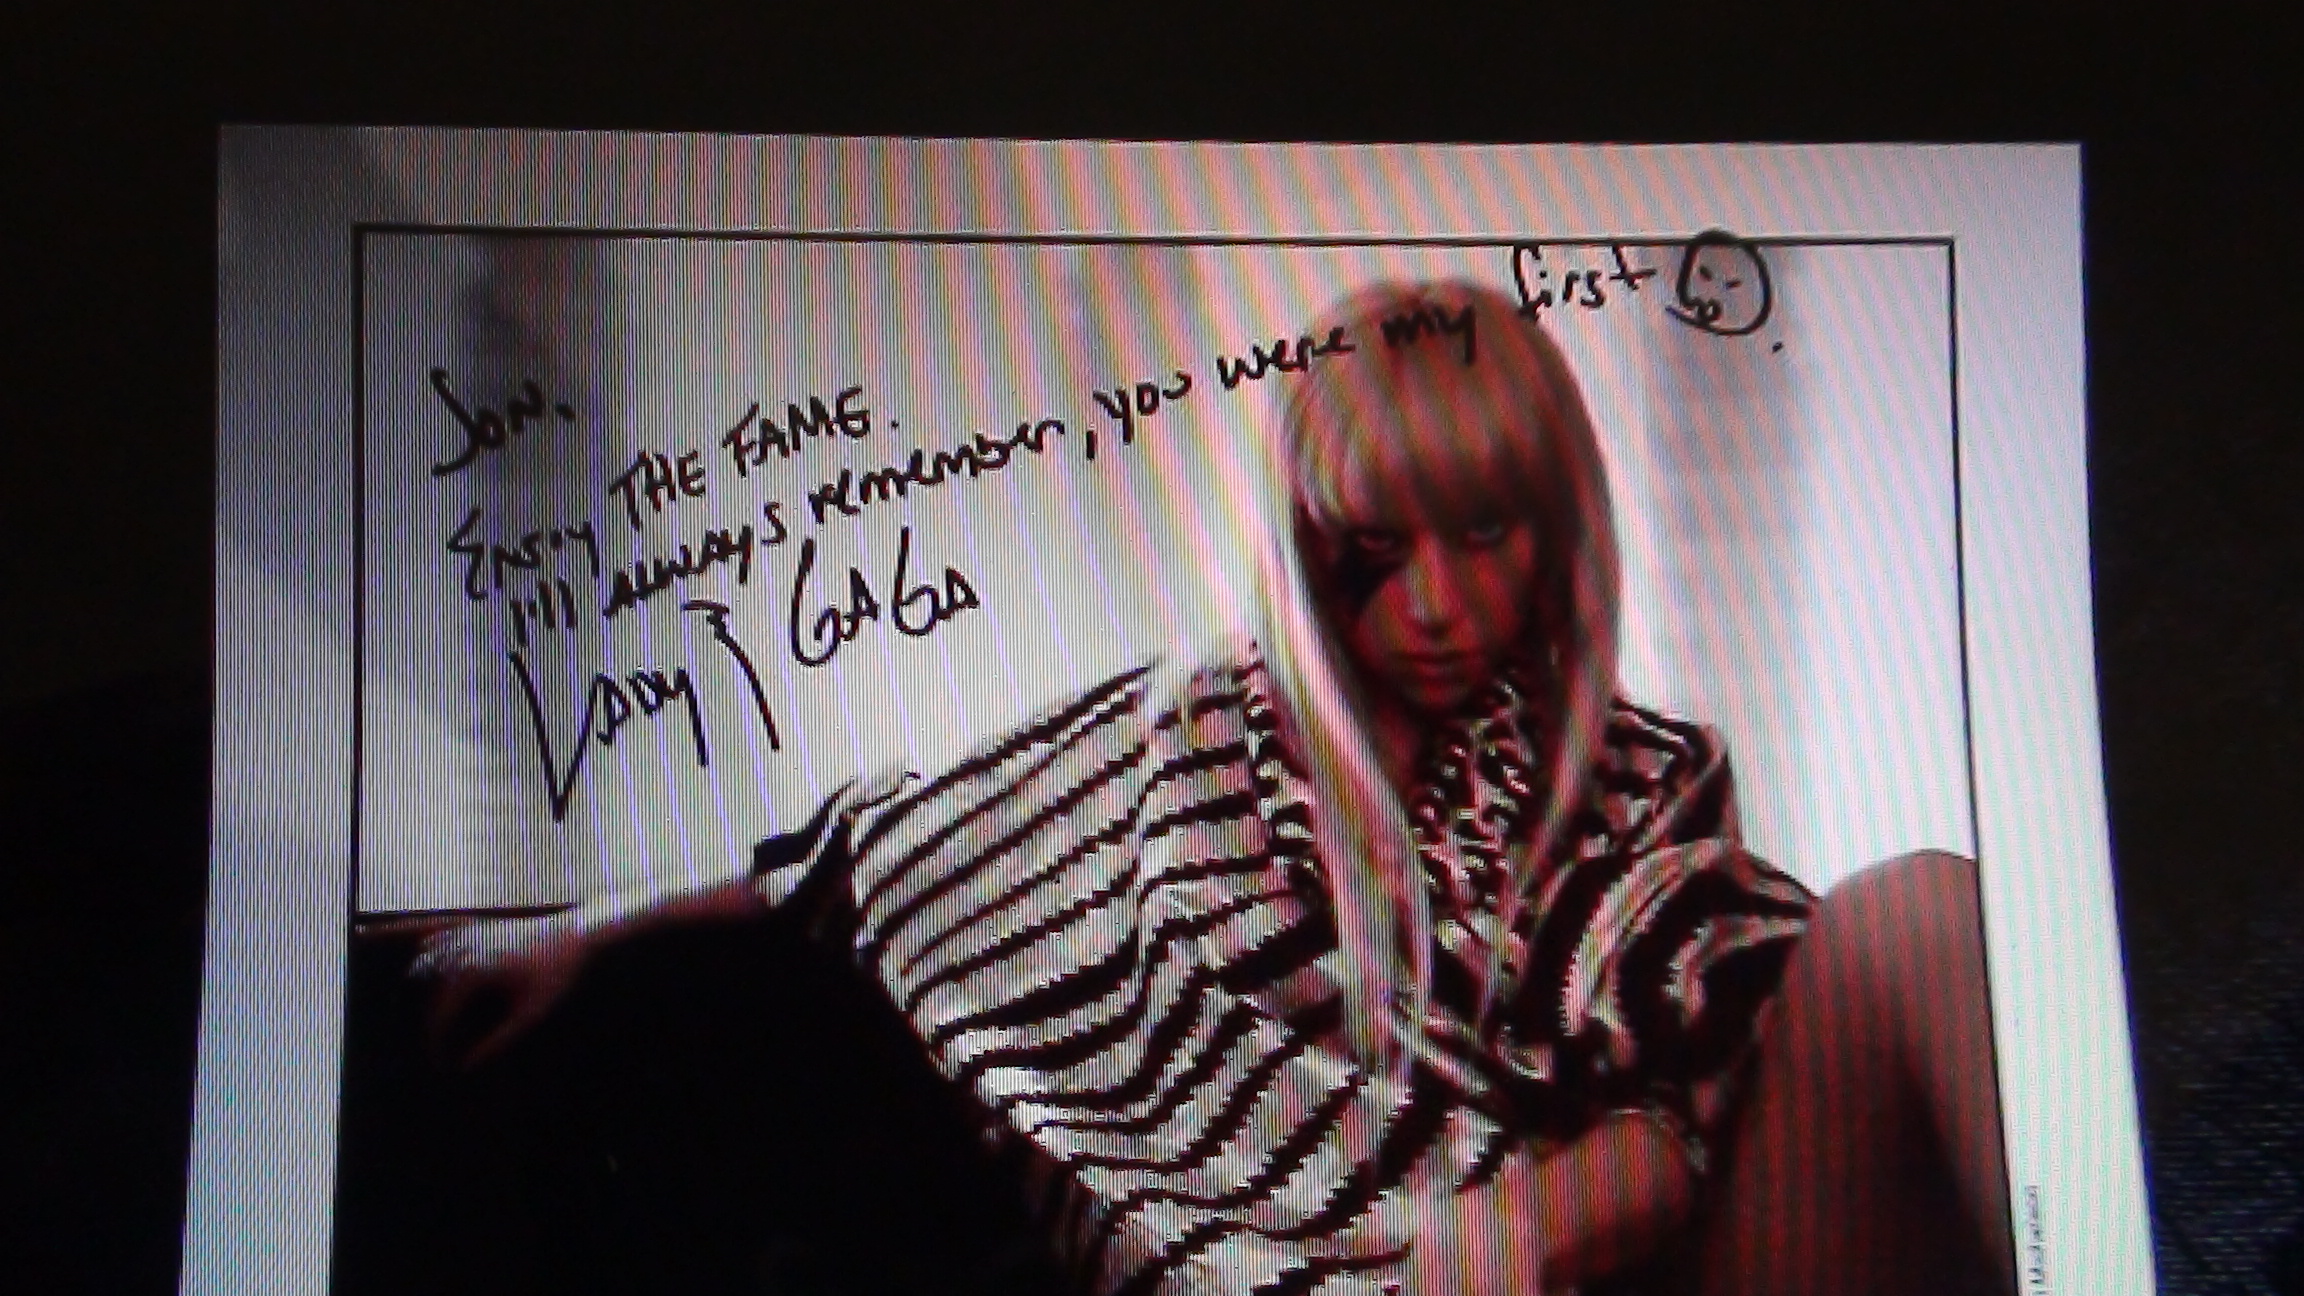 Jon.
Enjoy THE FAME.
I'll always remember, you were my first
Lady GAGA